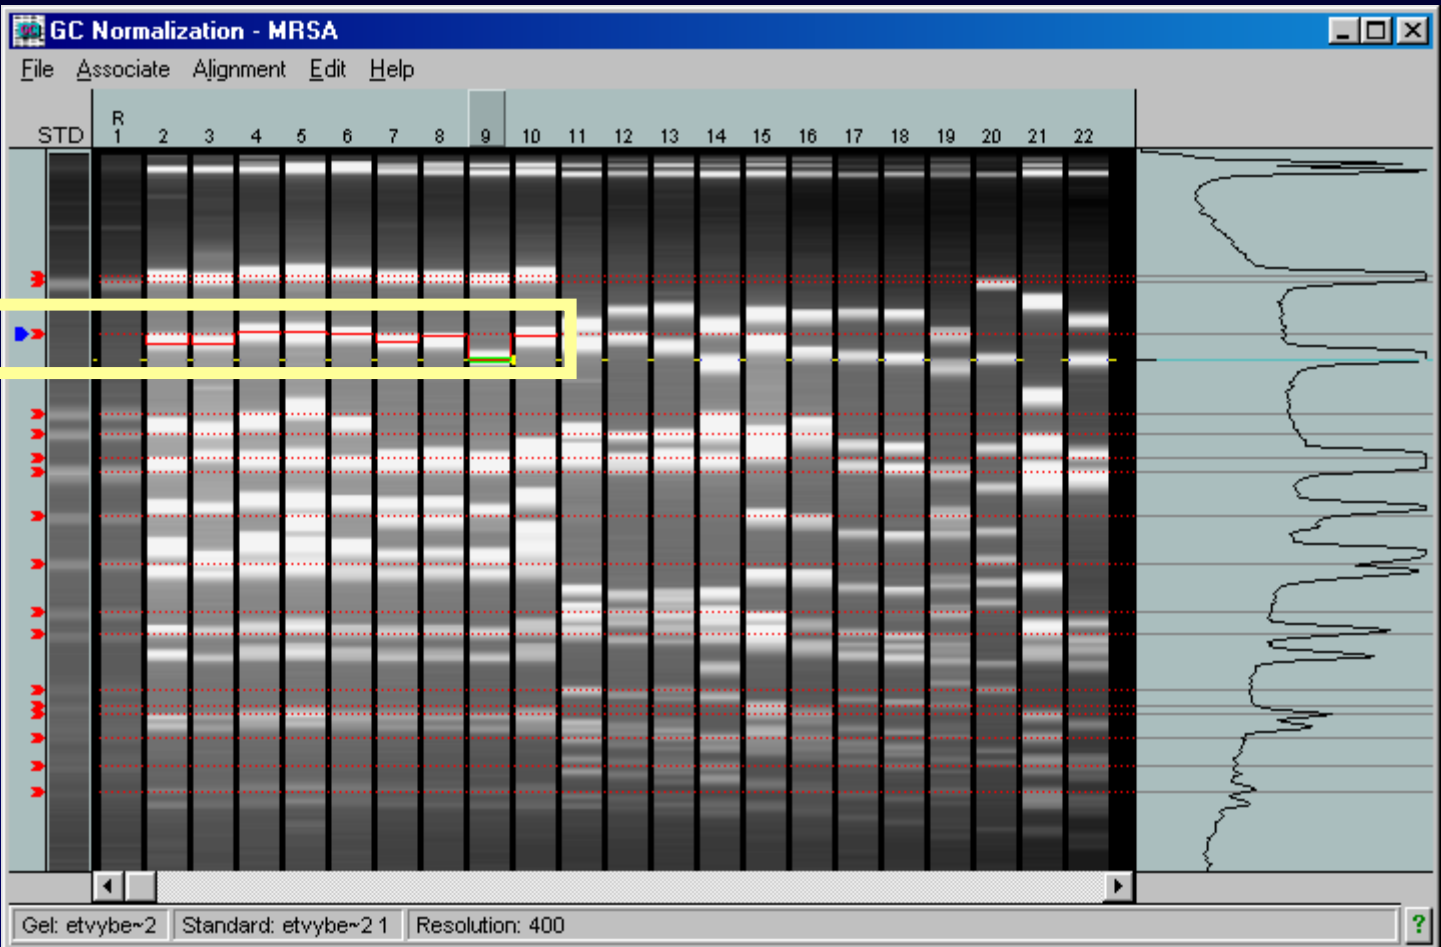 GC Normalization - MRSA
File Associate Alignment Edit Help
R
STD 1 2 3 4 5 6 7 8 9 10 11 12 13 14 15 16 17 18 19 20 21 22
Gel: etvybe~2 Standard: etvybe~2 1 Resolution: 400 ?